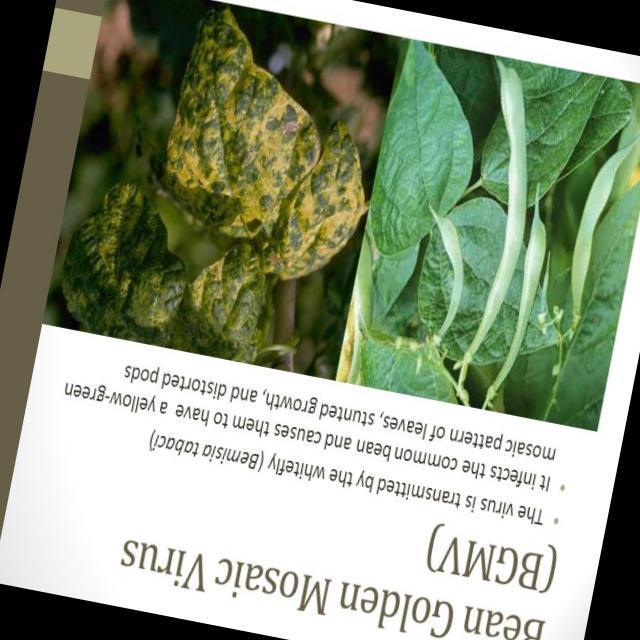 Bean Golden Mosaic Virus
(BGMV)
The virus is transmitted by the whitefly (Bemisia tabaci)
It infects the common bean and causes them to have a yellow-green
mosaic pattern of leaves, stunted growth, and distorted pods